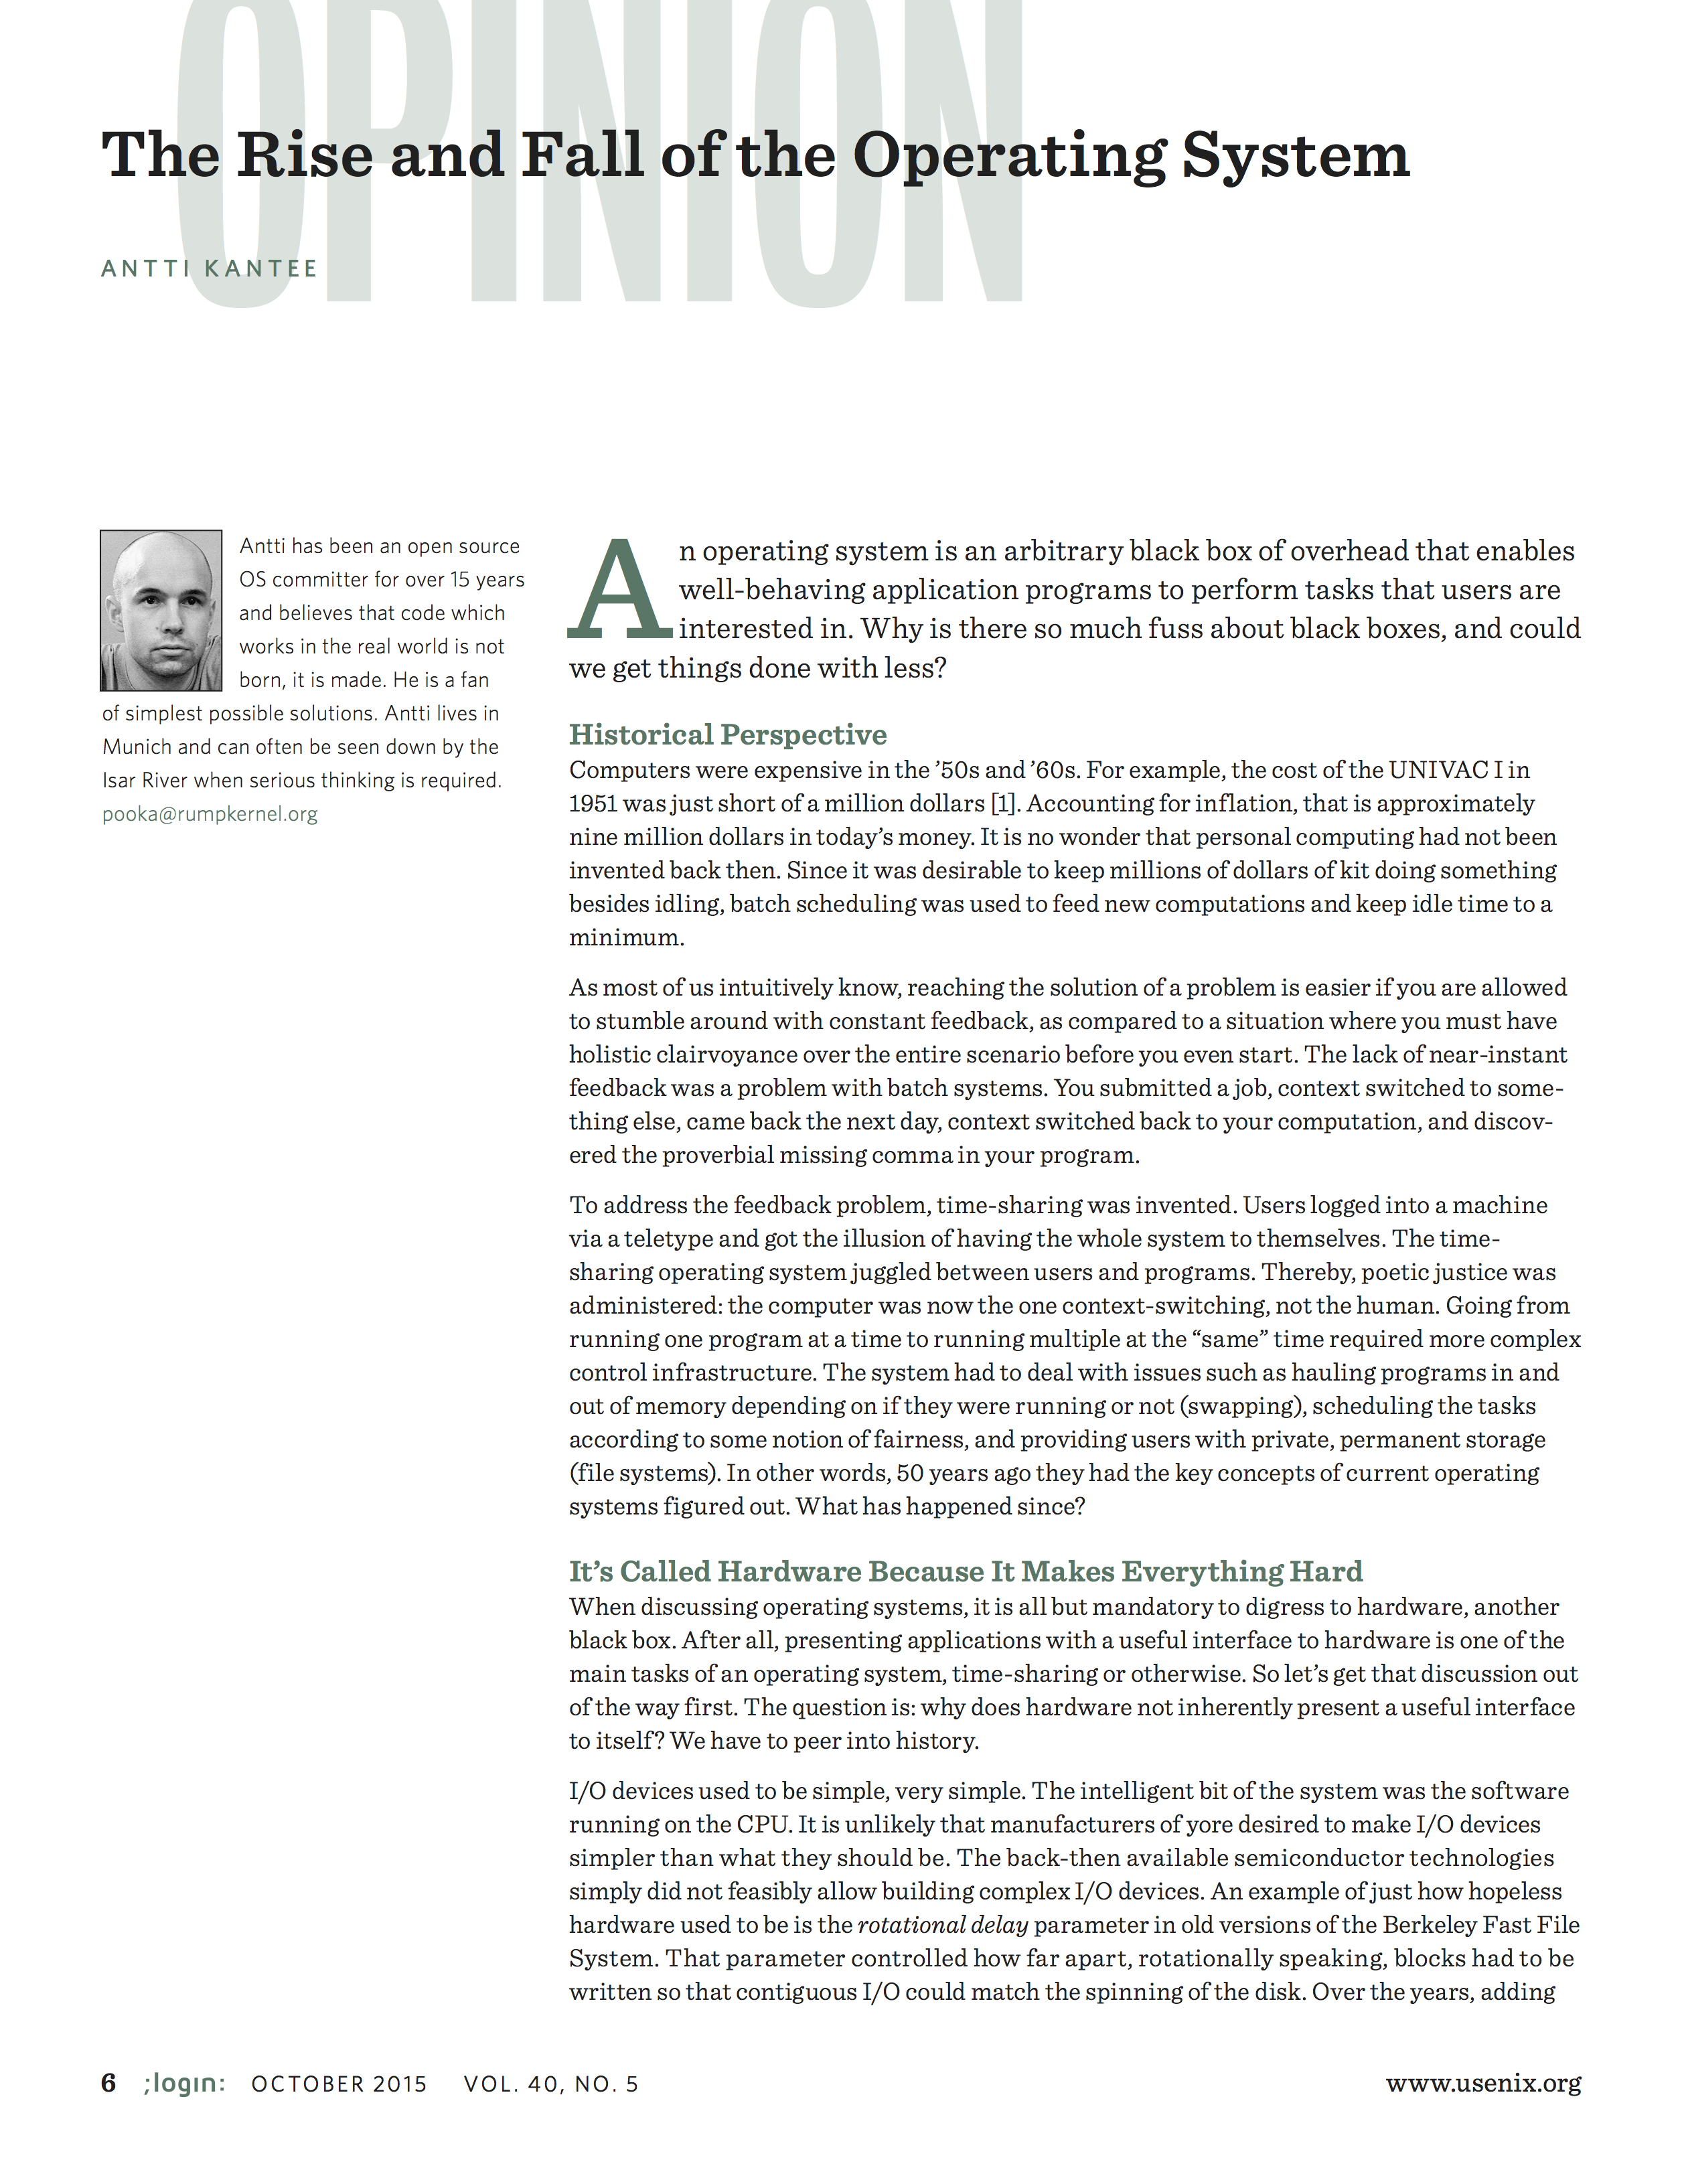 OPINION
The Rise and Fall of the Operating System
ANTTI KANTEE
Antti has been an open source
OS committer for over 15 years
and believes that code which
works in the real world is not
born, it is made. He is a fan
of simplest possible solutions. Antti lives in
Munich and can often be seen down by the
Isar River when serious thinking is required.
pooka@rumpkernel.org
An operating system is an arbitrary black box of overhead that enables
well-behaving application programs to perform tasks that users are
interested in. Why is there so much fuss about black boxes, and could
we get things done with less?
Historical Perspective
Computers were expensive in the ’50s and ’60s. For example, the cost of the UNIVAC I in
1951 was just short of a million dollars [1]. Accounting for inflation, that is approximately
nine million dollars in today’s money. It is no wonder that personal computing had not been
invented back then. Since it was desirable to keep millions of dollars of kit doing something
besides idling, batch scheduling was used to feed new computations and keep idle time to a
minimum.
As most of us intuitively know, reaching the solution of a problem is easier if you are allowed
to stumble around with constant feedback, as compared to a situation where you must have
holistic clairvoyance over the entire scenario before you even start. The lack of near-instant
feedback was a problem with batch systems. You submitted a job, context switched to some-
thing else, came back the next day, context switched back to your computation, and discov-
ered the proverbial missing comma in your program.
To address the feedback problem, time-sharing was invented. Users logged into a machine
via a teletype and got the illusion of having the whole system to themselves. The time-
sharing operating system juggled between users and programs. Thereby, poetic justice was
administered: the computer was now the one context-switching, not the human. Going from
running one program at a time to running multiple at the “same” time required more complex
control infrastructure. The system had to deal with issues such as hauling programs in and
out of memory depending on if they were running or not (swapping), scheduling the tasks
according to some notion of fairness, and providing users with private, permanent storage
(file systems). In other words, 50 years ago they had the key concepts of current operating
systems figured out. What has happened since?
It’s Called Hardware Because It Makes Everything Hard
When discussing operating systems, it is all but mandatory to digress to hardware, another
black box. After all, presenting applications with a useful interface to hardware is one of the
main tasks of an operating system, time-sharing or otherwise. So let’s get that discussion out
of the way first. The question is: why does hardware not inherently present a useful interface
to itself? We have to peer into history.
I/O devices used to be simple, very simple. The intelligent bit of the system was the software
running on the CPU. It is unlikely that manufacturers of yore desired to make I/O devices
simpler than what they should be. The back-then available semiconductor technologies
simply did not feasibly allow building complex I/O devices. An example of just how hopeless
hardware used to be is the rotational delay parameter in old versions of the Berkeley Fast File
System. That parameter controlled how far apart, rotationally speaking, blocks had to be
written so that contiguous I/O could match the spinning of the disk. Over the years, adding
6 ;login: OCTOBER 2015 VOL. 40, NO. 5
www.usenix.org